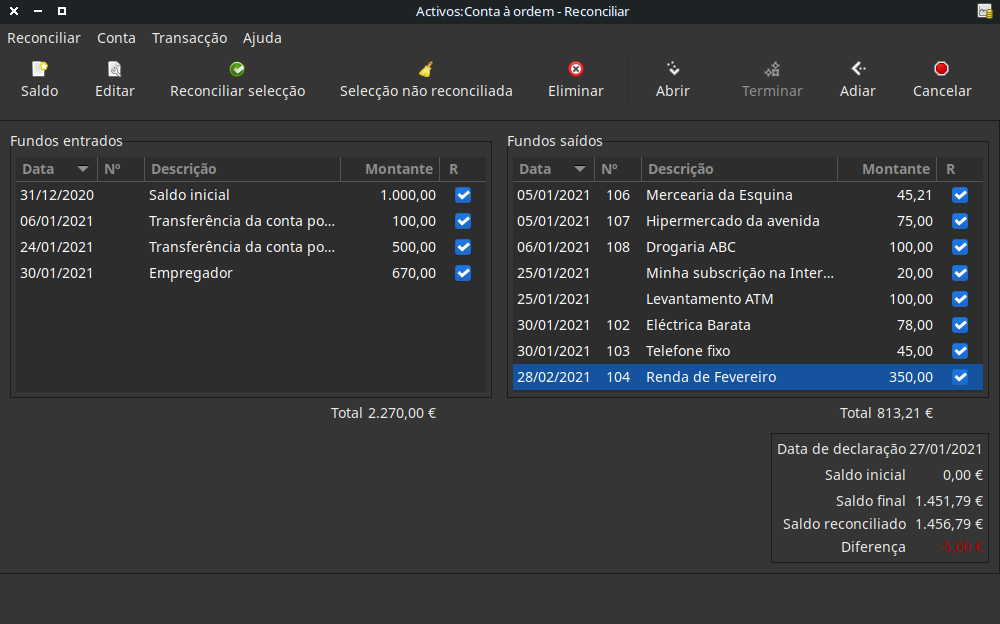 Activos:Conta à ordem - Reconciliar
Reconciliar Conta Transacção Ajuda
Saldo Editar Reconciliar selecção Selecção não reconciliada Eliminar Abrir Terminar Adiar Cancelar
Fundos entrados
Data Nº Descrição Montante R
31/12/2020 Saldo inicial 1.000,00
06/01/2021 Transferência da conta po... 100,00
24/01/2021 Transferência da conta po... 500,00
30/01/2021 Empregador 670,00
Total 2.270,00 €
Fundos saídos
Data Nº Descrição Montante R
05/01/2021 106 Mercearia da Esquina 45,21
05/01/2021 107 Hipermercado da avenida 75,00
06/01/2021 108 Drogaria ABC 100,00
25/01/2021 Minha subscrição na Inter... 20,00
25/01/2021 Levantamento ATM 100,00
30/01/2021 102 Eléctrica Barata 78,00
30/01/2021 103 Telefone fixo 45,00
28/02/2021 104 Renda de Fevereiro 350,00
Total 813,21 €
Data de declaração 27/01/2021
Saldo inicial 0,00 €
Saldo final 1.451,79 €
Saldo reconciliado 1.456,79 €
Diferença -5,00 €